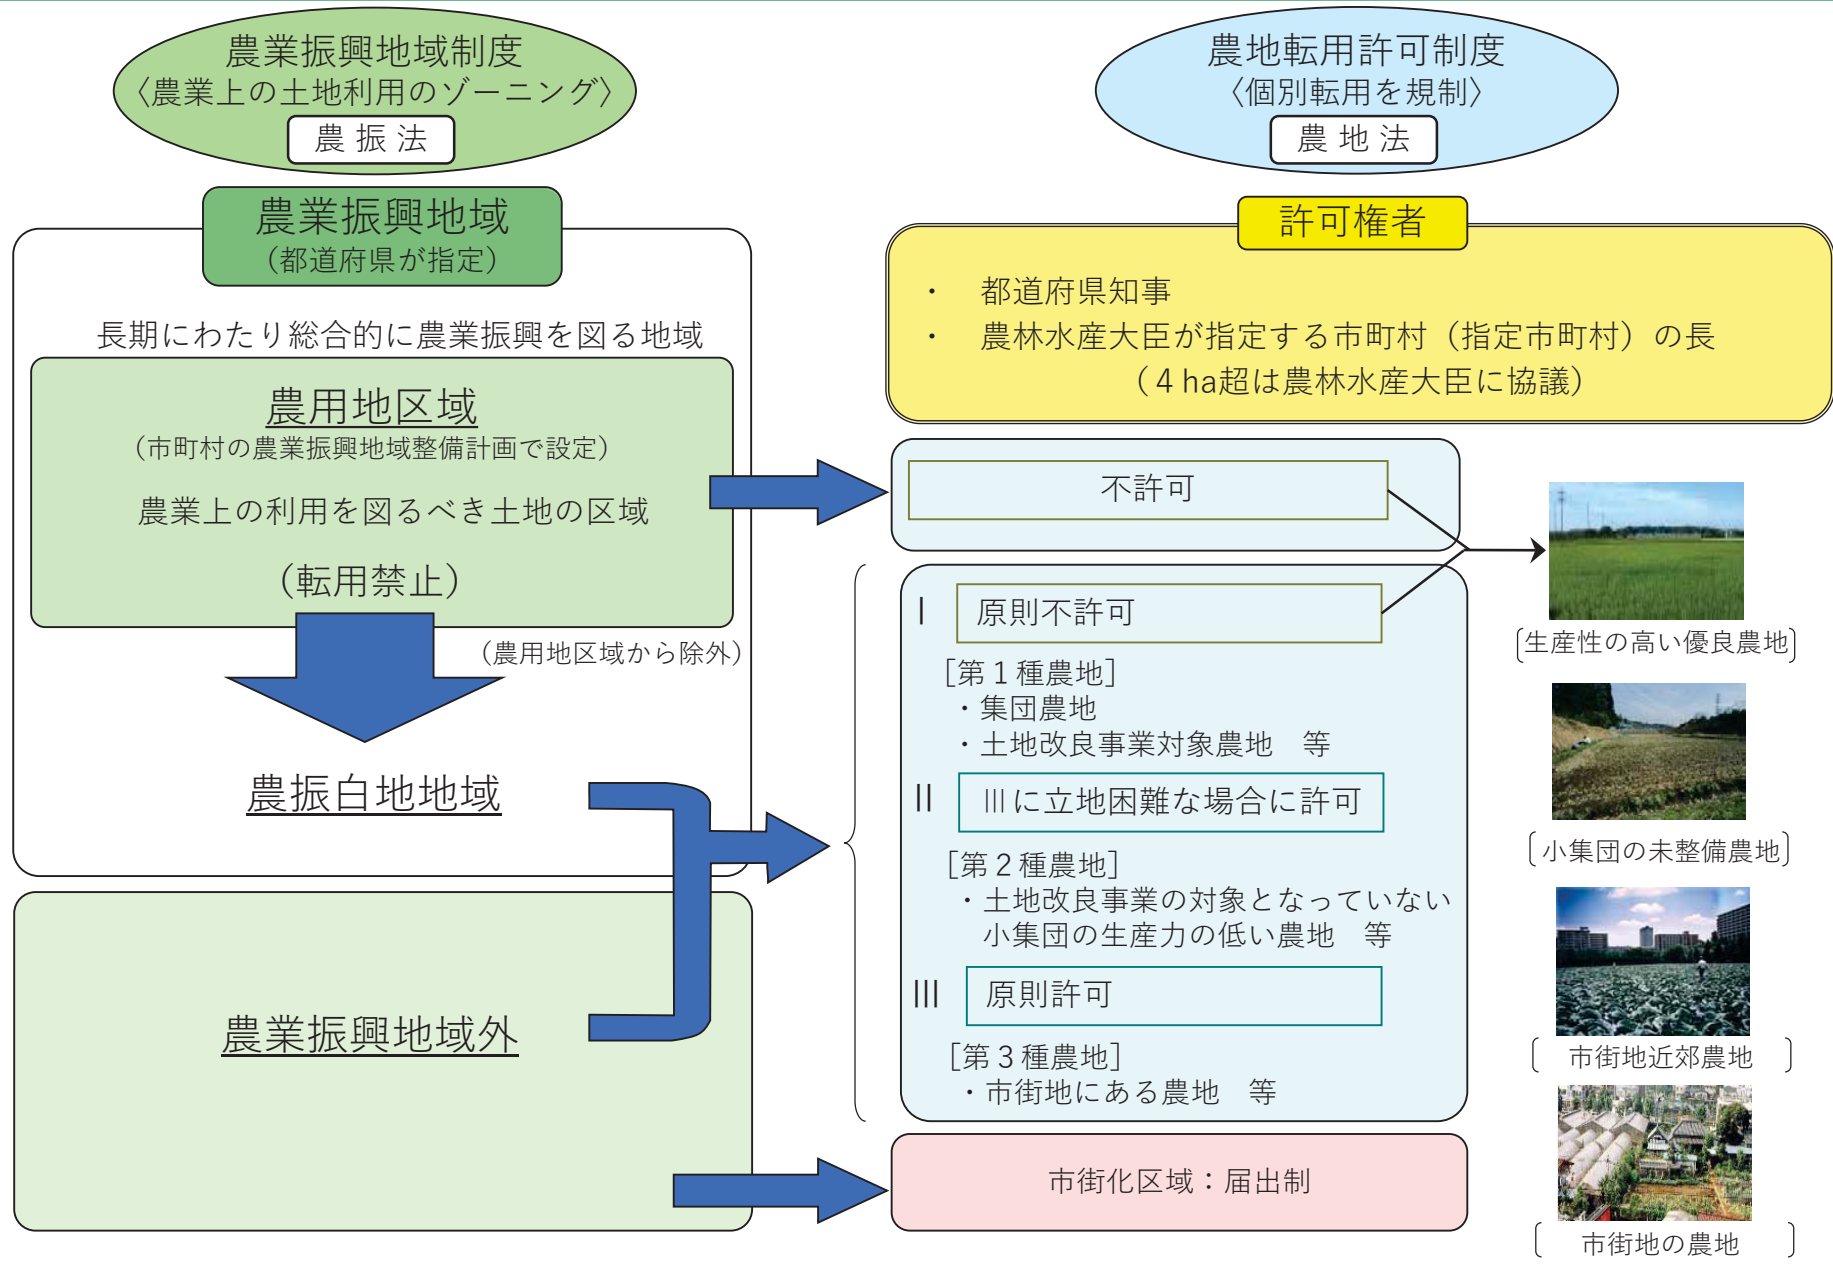 農業振興地域制度
〈農業上の土地利用のゾーニング〉
農振法
農業振興地域
(都道府県が指定)
長期にわたり総合的に農業振興を図る地域
農用地区域
(市町村の農業振興地域整備計画で設定)
農業上の利用を図るべき土地の区域
(転用禁止)
(農用地区域から除外)
農振白地地域
農業振興地域外
農地転用許可制度
〈個別転用を規制〉
農地法
許可権者
・ 都道府県知事
・ 農林水産大臣が指定する市町村（指定市町村）の長
（４ha超は農林水産大臣に協議）
不許可
Ⅰ 原則不許可
[第１種農地]
・集団農地
・土地改良事業対象農地 等
Ⅱ Ⅲに立地困難な場合に許可
[第２種農地]
・土地改良事業の対象となっていない
小集団の生産力の低い農地 等
Ⅲ 原則許可
[第３種農地]
・市街地にある農地 等
市街化区域：届出制
〔生産性の高い優良農地〕
〔小集団の未整備農地〕
〔 市街地近郊農地 〕
〔 市街地の農地 〕